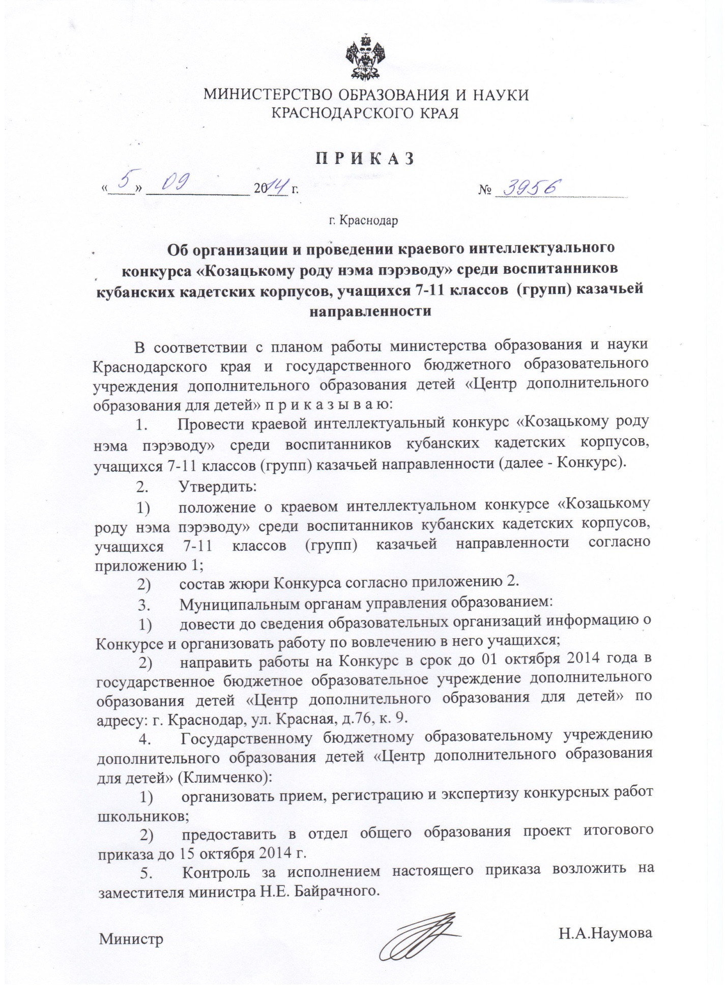 МИНИСТЕРСТВО ОБРАЗОВАНИЯ И НАУКИ
КРАСНОДАРСКОГО КРАЯ
П Р И К А З
« 5 » 09 2014 г. № 3956
г. Краснодар
Об организации и проведении краевого интеллектуального
конкурса «Козацькому роду нэма пэрэводу» среди воспитанников
кубанских кадетских корпусов, учащихся 7-11 классов (групп) казачьей
направленности
В соответствии с планом работы министерства образования и науки
Краснодарского края и государственного бюджетного образовательного
учреждения дополнительного образования детей «Центр дополнительного
образования для детей» п р и к а з ы в а ю:
1. Провести краевой интеллектуальный конкурс «Козацькому роду
нэма пэрэводу» среди воспитанников кубанских кадетских корпусов,
учащихся 7-11 классов (групп) казачьей направленности (далее - Конкурс).
2. Утвердить:
1) положение о краевом интеллектуальном конкурсе «Козацькому
роду нэма пэрэводу» среди воспитанников кубанских кадетских корпусов,
учащихся 7-11 классов (групп) казачьей направленности согласно
приложению 1;
2) состав жюри Конкурса согласно приложению 2.
3. Муниципальным органам управления образованием:
1) довести до сведения образовательных организаций информацию о
Конкурсе и организовать работу по вовлечению в него учащихся;
2) направить работы на Конкурс в срок до 01 октября 2014 года в
государственное бюджетное образовательное учреждение дополнительного
образования детей «Центр дополнительного образования для детей» по
адресу: г. Краснодар, ул. Красная, д.76, к. 9.
4. Государственному бюджетному образовательному учреждению
дополнительного образования детей «Центр дополнительного образования
для детей» (Климченко):
1) организовать прием, регистрацию и экспертизу конкурсных работ
школьников;
2) предоставить в отдел общего образования проект итогового
приказа до 15 октября 2014 г.
5. Контроль за исполнением настоящего приказа возложить на
заместителя министра Н.Е. Байрачного.
Министр Н.А.Наумова